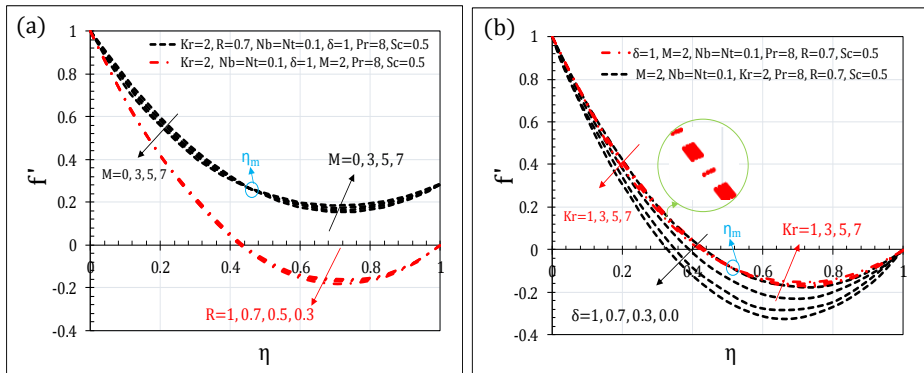 (a)
Kr=2, R=0.7, Nb=Nt=0.1, δ=1, Pr=8, Sc=0.5
Kr=2, Nb=Nt=0.1, δ=1, M=2, Pr=8, Sc=0.5
1
0.8
0.6
0.4
0.2
0
-0.2
-0.4
f'
M=0, 3, 5, 7
ηm
M=0, 3, 5, 7
0
0.2
0.4
0.6
0.8
1
R=1, 0.7, 0.5, 0.3
η
(b)
δ=1, M=2, Nb=Nt=0.1, Pr=8, R=0.7, Sc=0.5
M=2, Nb=Nt=0.1, Kr=2, Pr=8, R=0.7, Sc=0.5
1
0.8
0.6
0.4
0.2
0
-0.2
-0.4
f'
Kr=1, 3, 5, 7
ηm
Kr=1, 3, 5, 7
0
0.2
0.4
0.6
0.8
1
δ=1, 0.7, 0.3, 0.0
η